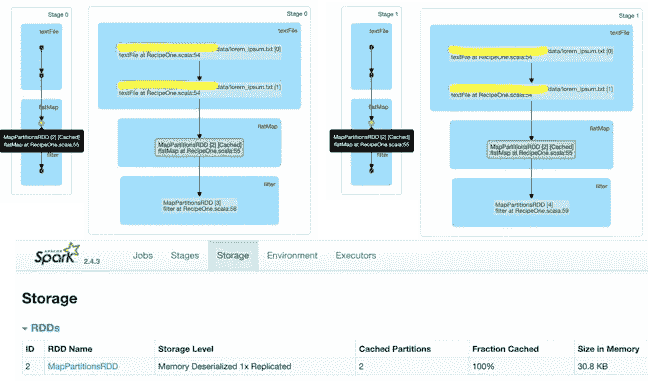 Stage 0
textFile
flatMap
MapPartitionsRDD [2] [Cached]
flatMap at RecipeOne.scala:55
filter
Stage 0
textFile
data/lorem_ipsum.txt [0]
textFile at RecipeOne.scala:54
data/lorem_ipsum.txt [1]
textFile at RecipeOne.scala:54
flatMap
MapPartitionsRDD [2] [Cached]
flatMap at RecipeOne.scala:55
filter
MapPartitionsRDD [3]
filter at RecipeOne.scala:58
Stage 1
textFile
flatMap
MapPartitionsRDD [2] [Cached]
flatMap at RecipeOne.scala:55
filter
Stage 1
textFile
data/lorem_ipsum.txt [0]
textFile at RecipeOne.scala:54
data/lorem_ipsum.txt [1]
textFile at RecipeOne.scala:54
flatMap
MapPartitionsRDD [2] [Cached]
flatMap at RecipeOne.scala:55
filter
MapPartitionsRDD [4]
filter at RecipeOne.scala:59
Spark 2.4.3 Jobs Stages Storage Environment Executors
Storage
RDDs
ID RDD Name Storage Level Cached Partitions Fraction Cached Size in Memory
2 MapPartitionsRDD Memory Deserialized 1x Replicated 2 100% 30.8 KB